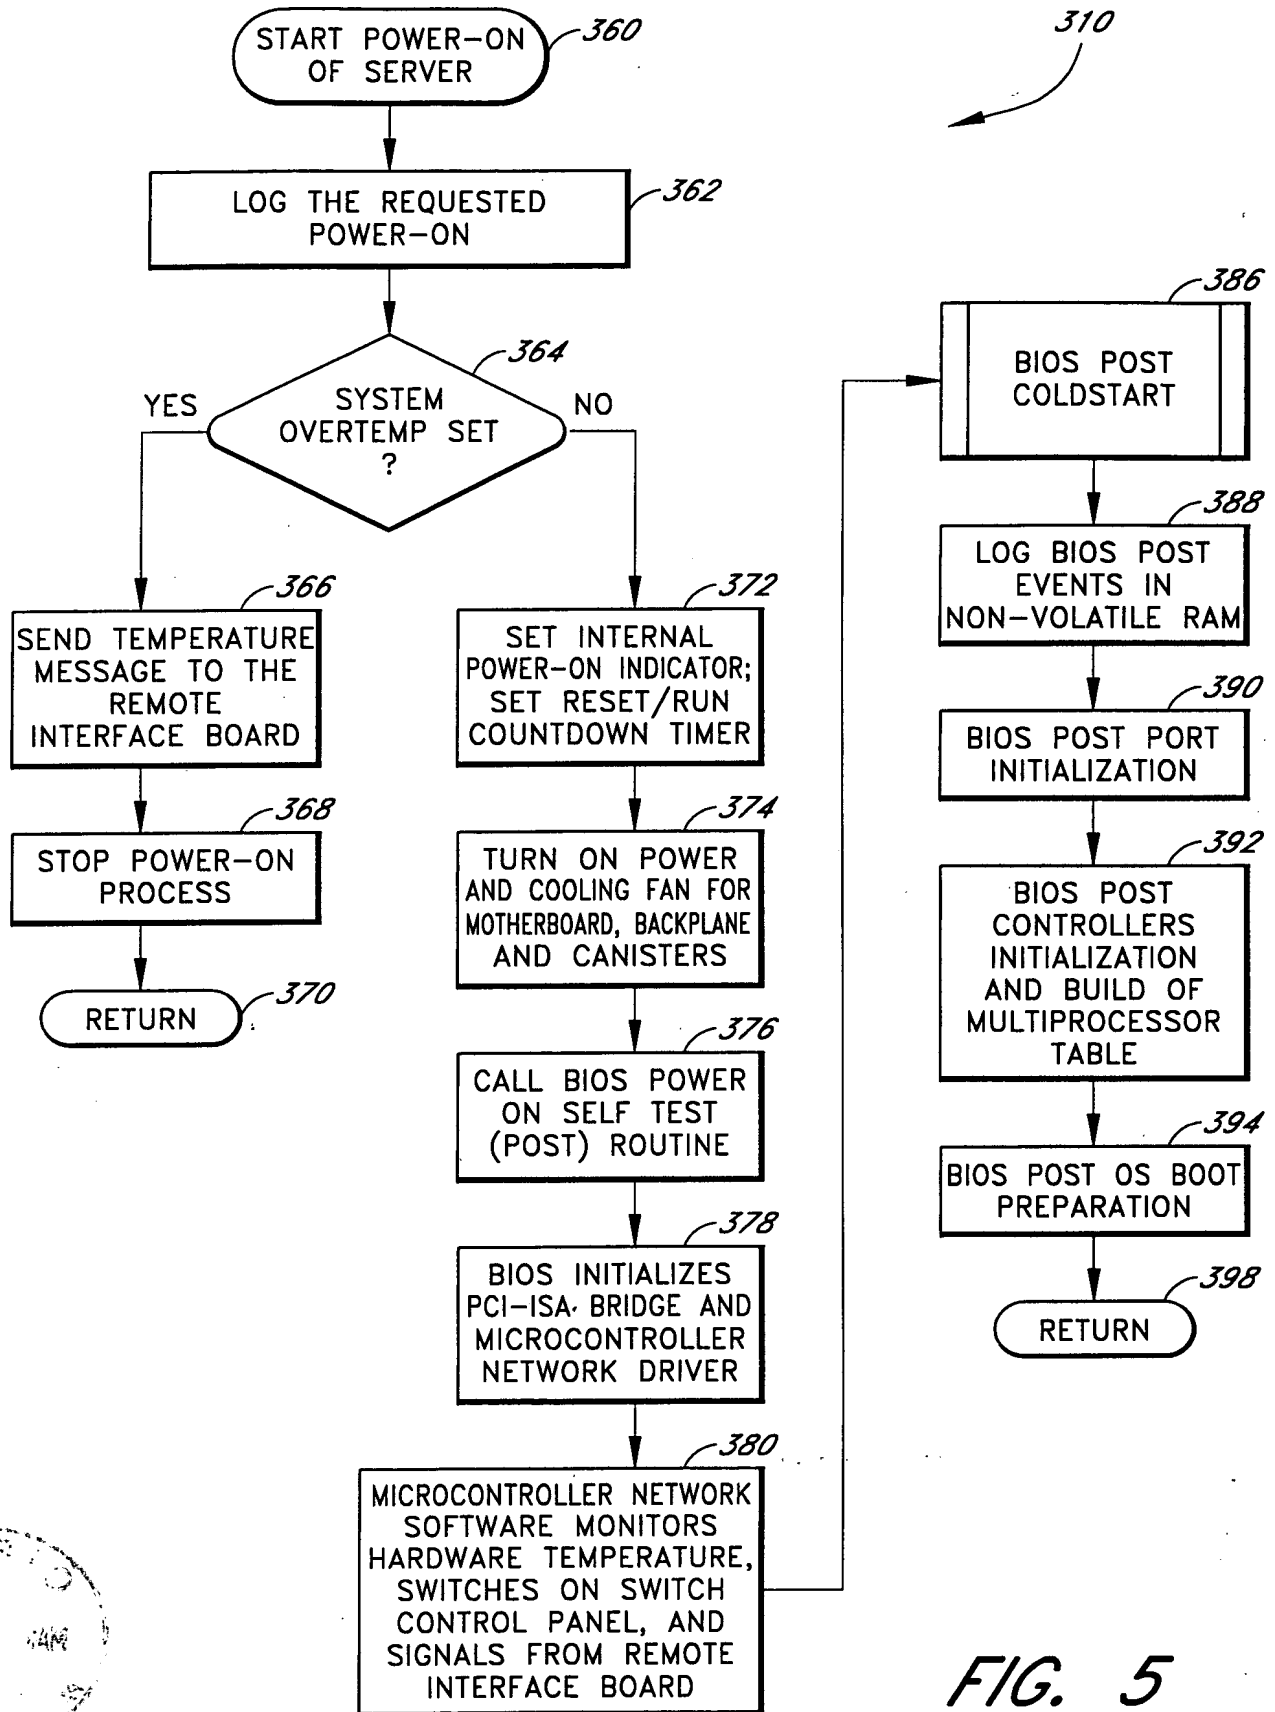 START POWER-ON
OF SERVER
360
310
LOG THE REQUESTED
POWER-ON
362
364
SYSTEM
OVERTEMP SET
?
YES
NO
366
SEND TEMPERATURE
MESSAGE TO THE
REMOTE
INTERFACE BOARD
368
STOP POWER-ON
PROCESS
RETURN
370
372
SET INTERNAL
POWER-ON INDICATOR;
SET RESET/RUN
COUNTDOWN TIMER
374
TURN ON POWER
AND COOLING FAN FOR
MOTHERBOARD, BACKPLANE
AND CANISTERS
376
CALL BIOS POWER
ON SELF TEST
(POST) ROUTINE
378
BIOS INITIALIZES
PCI-ISA BRIDGE AND
MICROCONTROLLER
NETWORK DRIVER
380
MICROCONTROLLER NETWORK
SOFTWARE MONITORS
HARDWARE TEMPERATURE,
SWITCHES ON SWITCH
CONTROL PANEL, AND
SIGNALS FROM REMOTE
INTERFACE BOARD
386
BIOS POST
COLDSTART
388
LOG BIOS POST
EVENTS IN
NON-VOLATILE RAM
390
BIOS POST PORT
INITIALIZATION
392
BIOS POST
CONTROLLERS
INITIALIZATION
AND BUILD OF
MULTIPROCESSOR
TABLE
394
BIOS POST OS BOOT
PREPARATION
398
RETURN
FIG. 5